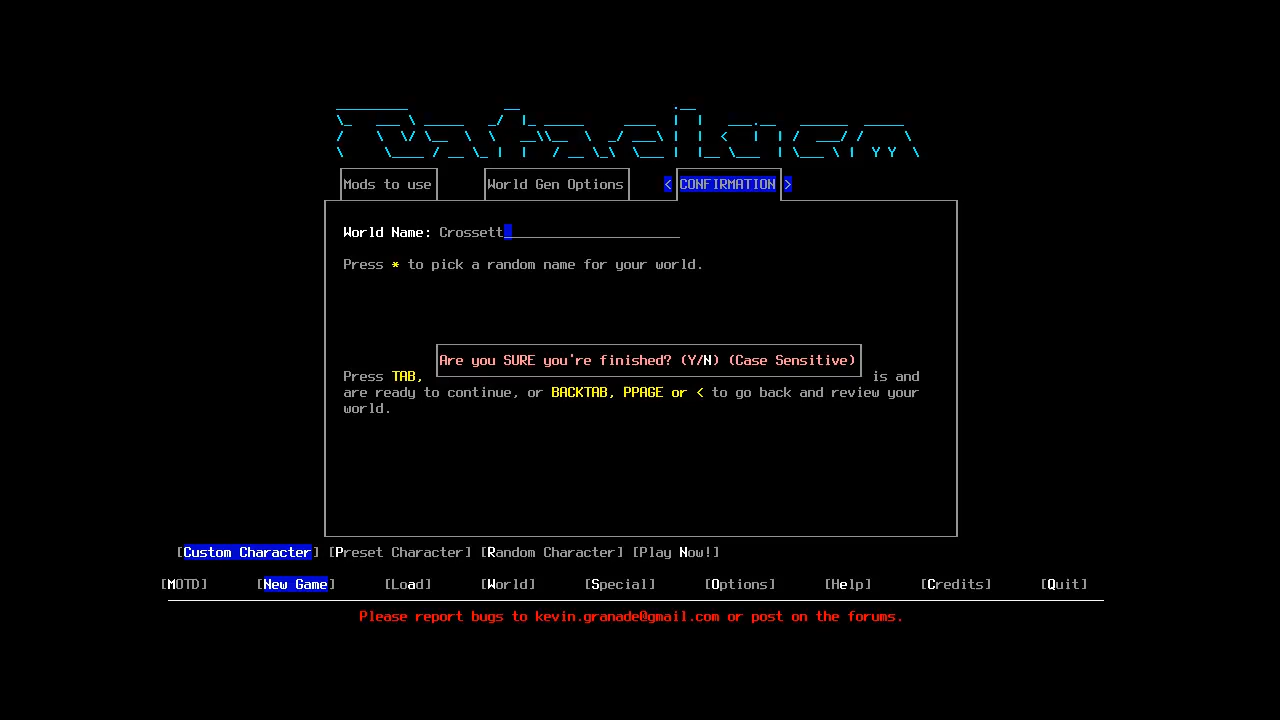 Cataclysm
Mods to use World Gen Options < CONFIRMATION >
World Name: Crossett_____________________
Press * to pick a random name for your world.
Are you SURE you're finished? (Y/N) (Case Sensitive)
Press TAB, is and
are ready to continue, or BACKTAB, PPAGE or < to go back and review your
world.
[Custom Character] [Preset Character] [Random Character] [Play Now!]
[MOTD] [New Game] [Load] [World] [Special] [Options] [Help] [Credits] [Quit]
Please report bugs to kevin.granade@gmail.com or post on the forums.